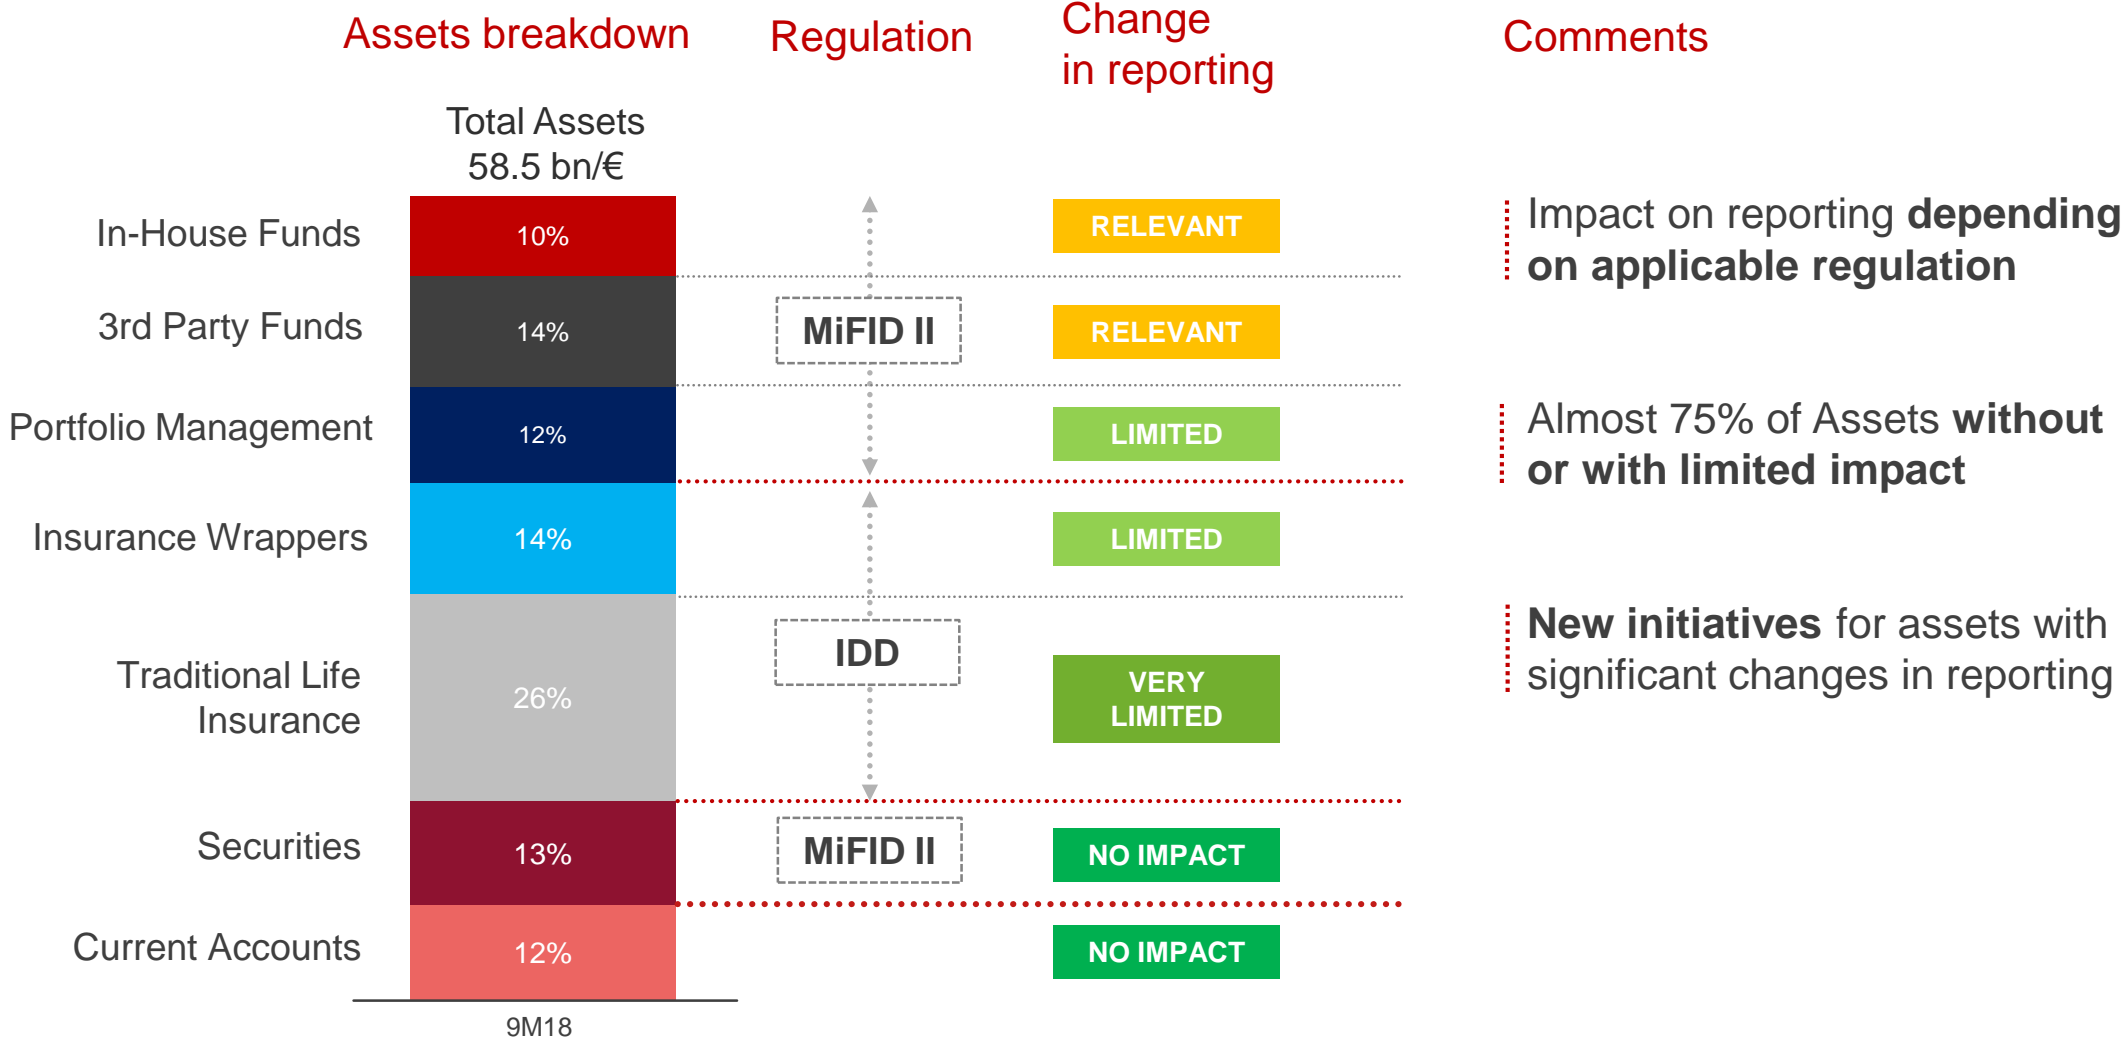 Assets breakdown
Regulation
Change
in reporting
Comments
Total Assets
58.5 bn/€
In-House Funds
10%
RELEVANT
Impact on reporting depending
on applicable regulation
3rd Party Funds
14%
MiFID II
RELEVANT
Portfolio Management
12%
LIMITED
Almost 75% of Assets without
or with limited impact
Insurance Wrappers
14%
LIMITED
Traditional Life
Insurance
26%
IDD
VERY
LIMITED
New initiatives for assets with
significant changes in reporting
Securities
13%
MiFID II
NO IMPACT
Current Accounts
12%
NO IMPACT
9M18